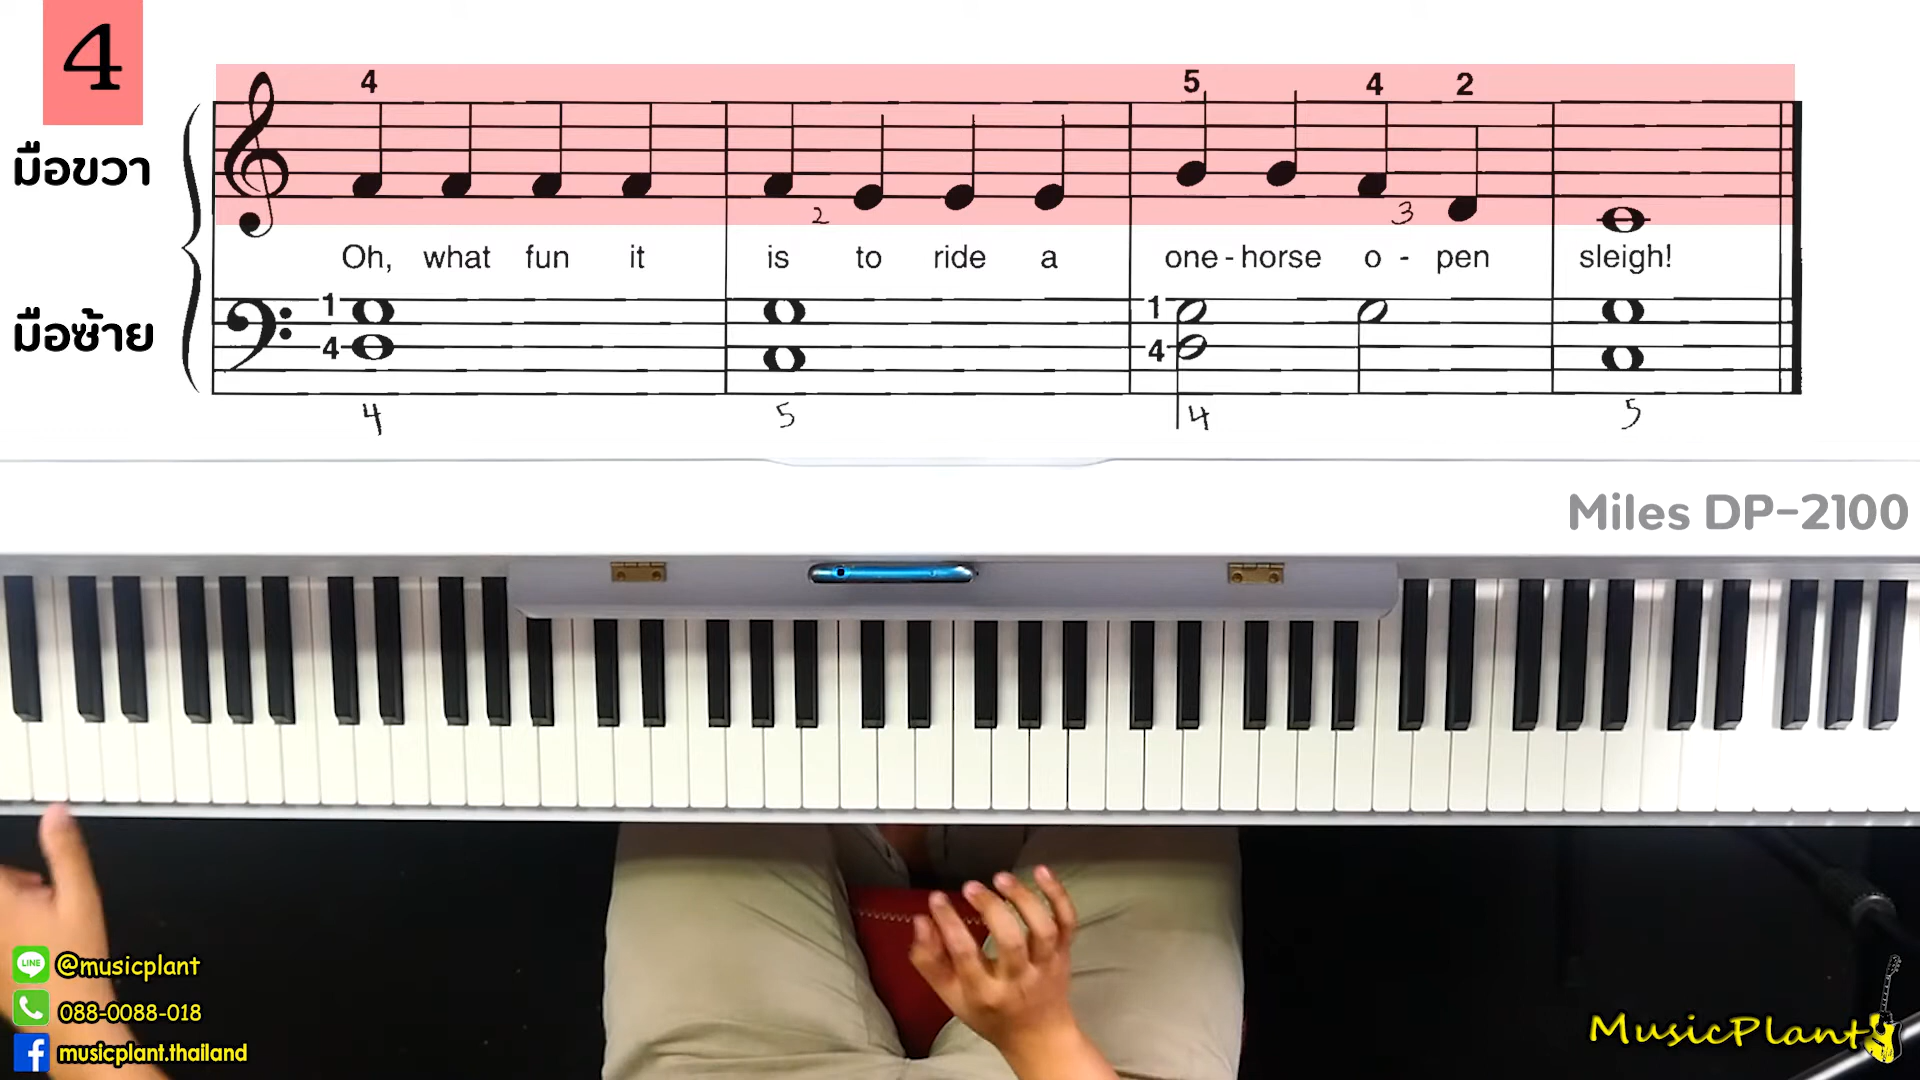 4
4 5 4 2
มือขวา
2 3
Oh, what fun it is to ride a one - horse o - pen sleigh!
1 1
มือซ้าย
4 4
4 5 4 5
Miles DP-2100
LINE @musicplant
088-0088-018
f musicplant.thailand
MusicPlant